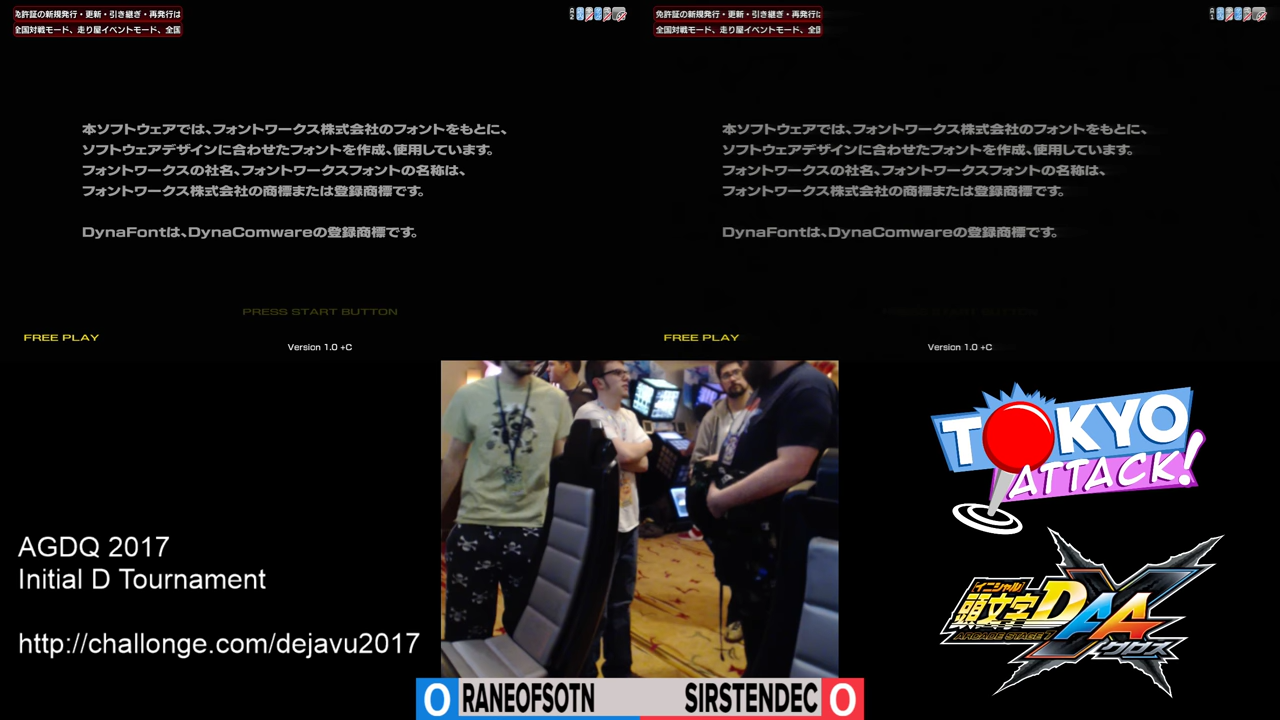 免許証の新規発行・更新・引き継ぎ・再発行は
全国対戦モード、走り屋イベントモード、全国
A2
本ソフトウェアでは、フォントワークス株式会社のフォントをもとに、
ソフトウェアデザインに合わせたフォントを作成、使用しています。
フォントワークスの社名、フォントワークスフォントの名称は、
フォントワークス株式会社の商標または登録商標です。
DynaFontは、DynaComwareの登録商標です。
PRESS START BUTTON
FREE PLAY
Version 1.0 +C
免許証の新規発行・更新・引き継ぎ・再発行は
全国対戦モード、走り屋イベントモード、全国
A1
本ソフトウェアでは、フォントワークス株式会社のフォントをもとに、
ソフトウェアデザインに合わせたフォントを作成、使用しています。
フォントワークスの社名、フォントワークスフォントの名称は、
フォントワークス株式会社の商標または登録商標です。
DynaFontは、DynaComwareの登録商標です。
PRESS START BUTTON
FREE PLAY
Version 1.0 +C
AGDQ 2017
Initial D Tournament
http://challonge.com/dejavu2017
TOKYO
ATTACK!
[イニシャル]
頭文字D AA X
ARCADE STAGE 7
クロス
0 RANEOFSOTN
SIRSTENDEC 0